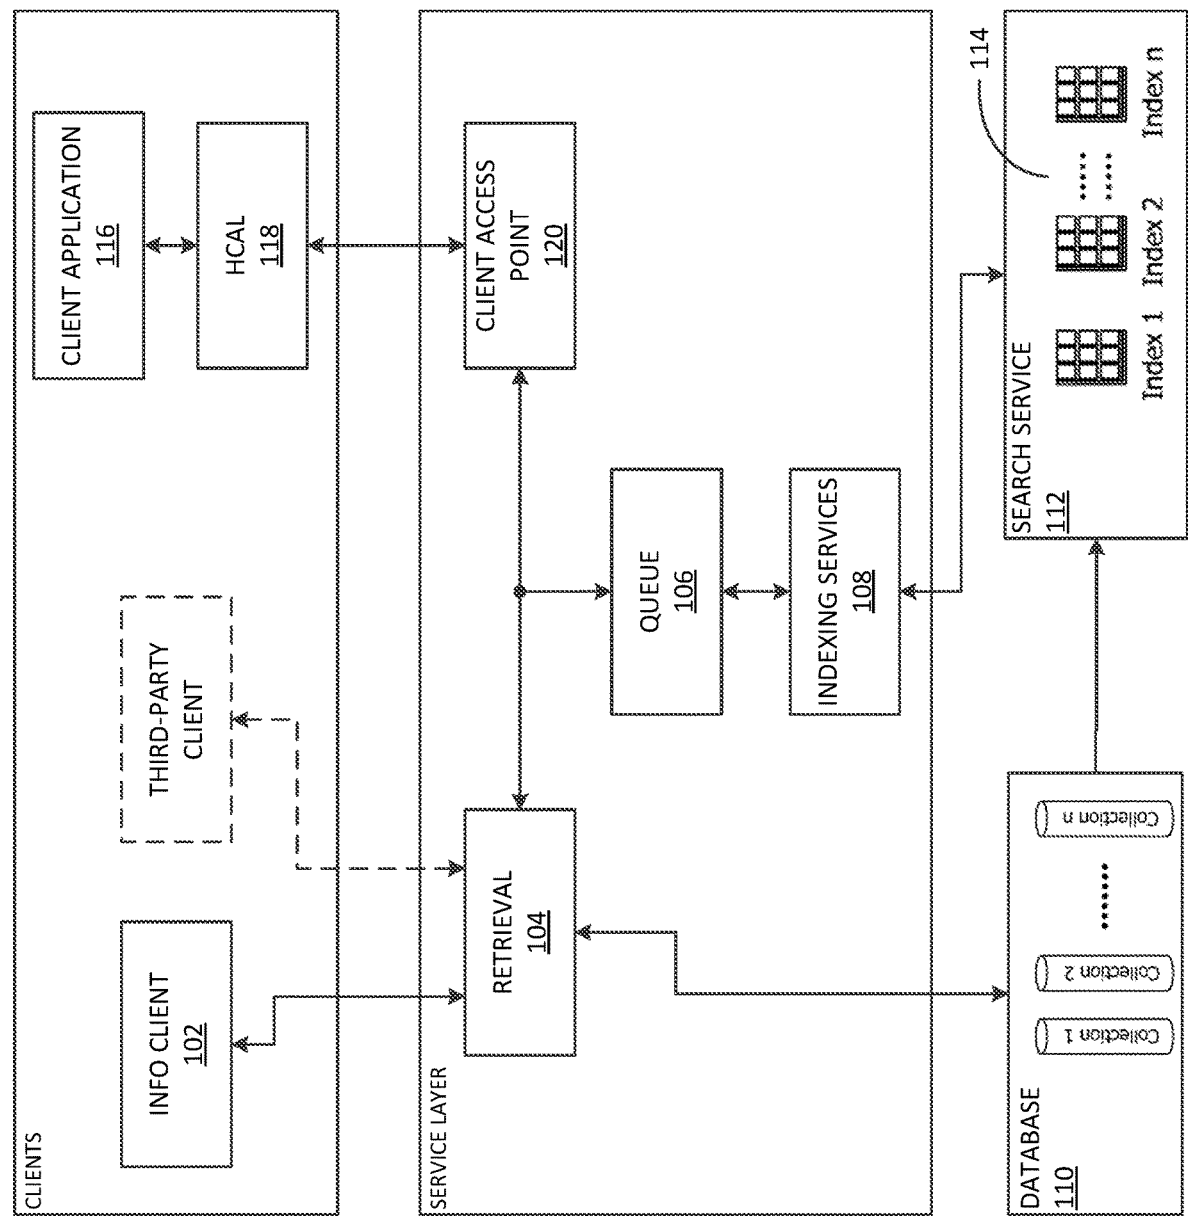 CLIENTS
INFO CLIENT
102
THIRD-PARTY
CLIENT
CLIENT APPLICATION
116
HCAL
118
SERVICE LAYER
RETRIEVAL
104
QUEUE
106
INDEXING SERVICES
108
CLIENT ACCESS
POINT
120
DATABASE
110
Collection 1
Collection 2
Collection n
SEARCH SERVICE
112
114
Index 1
Index 2
Index n